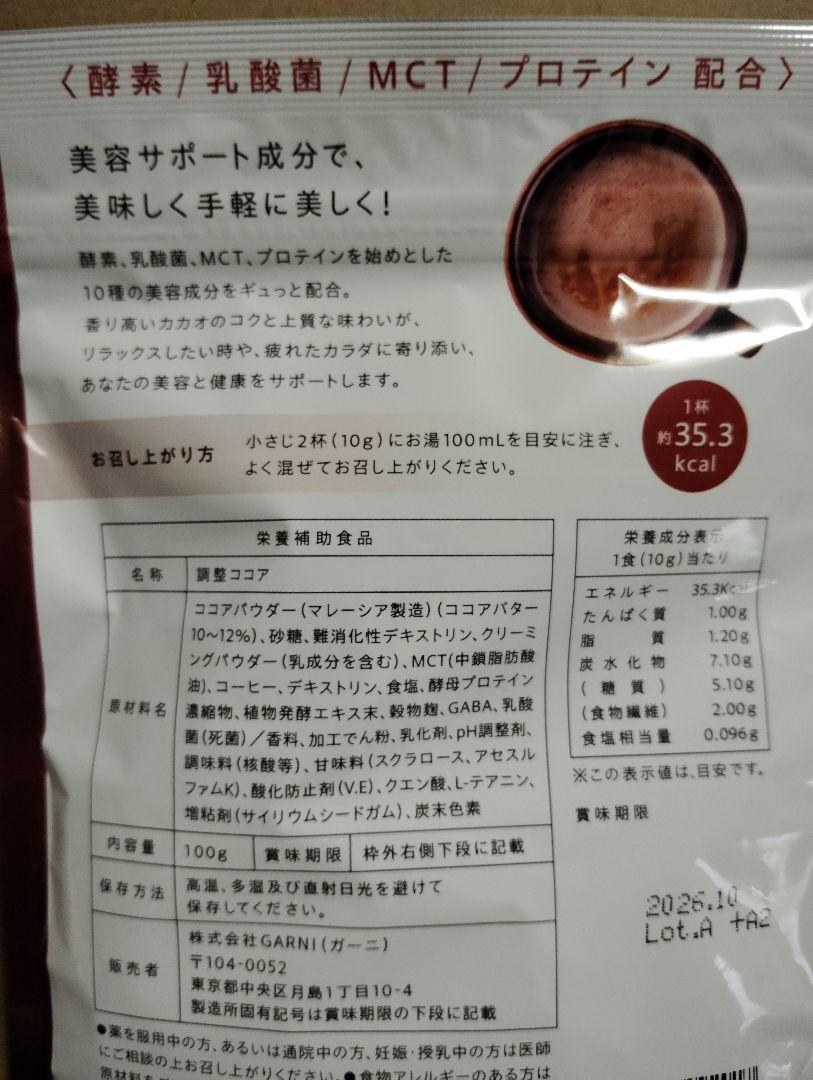 〈酵素/乳酸菌/MCT/プロテイン 配合〉
美容サポート成分で、
美味しく手軽に美しく!
酵素、乳酸菌、MCT、プロテインを始めとした
10種の美容成分をギュっと配合。
香り高いカカオのコクと上質な味わいが、
リラックスしたい時や、疲れたカラダに寄り添い、
あなたの美容と健康をサポートします。
お召し上がり方
小さじ2杯(10g)にお湯100mLを目安に注ぎ、
よく混ぜてお召し上がりください。
1杯
約35.3
kcal
栄養補助食品
名称 調整ココア
原材料名
ココアパウダー(マレーシア製造)(ココアバター
10〜12%)、砂糖、難消化性デキストリン、クリーミ
ングパウダー(乳成分を含む)、MCT(中鎖脂肪酸
油)、コーヒー、デキストリン、食塩、酵母プロテイン
濃縮物、植物発酵エキス末、穀物麹、GABA、乳酸
菌(死菌)/香料、加工でん粉、乳化剤、pH調整剤、
調味料(核酸等)、甘味料(スクラロース、アセスル
ファムK)、酸化防止剤(V.E)、クエン酸、L-テアニン、
増粘剤(サイリウムシードガム)、炭末色素
内容量 100g 賞味期限 枠外右側下段に記載
保存方法
高温、多湿及び直射日光を避けて
保存してください。
販売者
株式会社GARNI(ガーニ)
〒104-0052
東京都中央区月島1丁目10-4
製造所固有記号は賞味期限の下段に記載
栄養成分表示
1食(10g)当たり
エネルギー 35.3Kcal
たんぱく質 1.00g
脂質 1.20g
炭水化物 7.10g
(糖質) 5.10g
(食物繊維) 2.00g
食塩相当量 0.096g
※この表示値は、目安です。
賞味期限
2026.10
Lot.A +A2
●薬を服用中の方、あるいは通院中の方、妊娠・授乳中の方は医師
にご相談の上お召し上がりください。●食物アレルギーのある方は